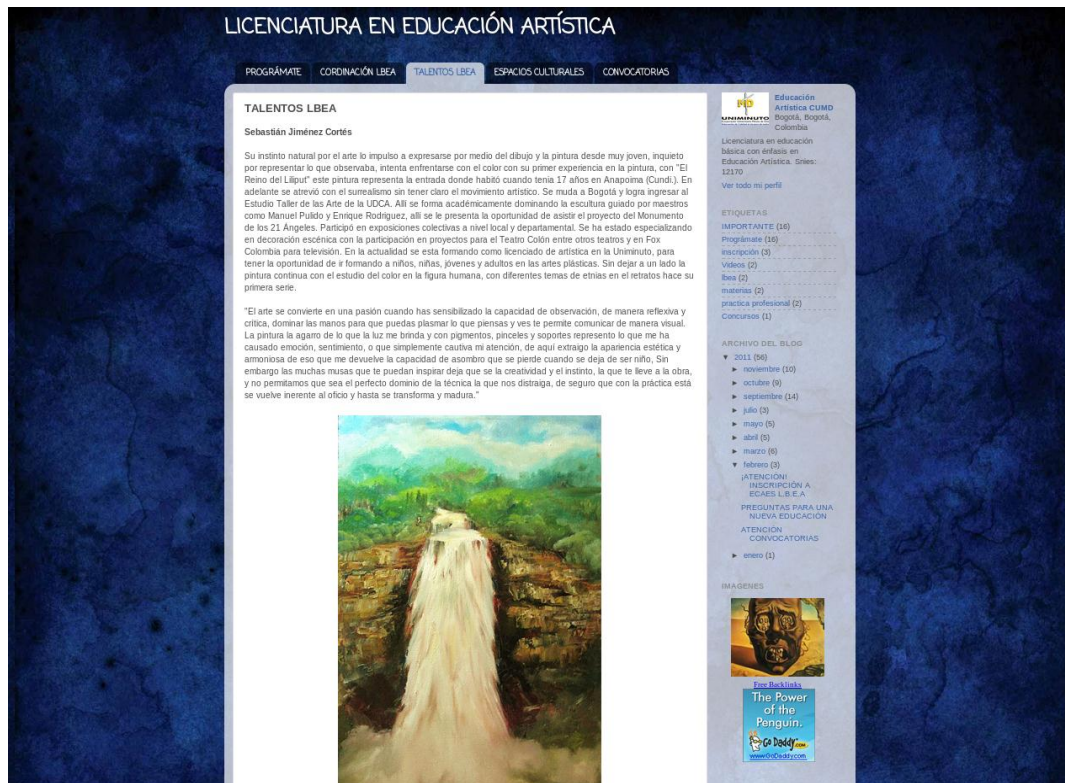 LICENCIATURA EN EDUCACIÓN ARTÍSTICA
PROGRÁMATE
CORDINACIÓN LBEA
TALENTOS LBEA
ESPACIOS CULTURALES
CONVOCATORIAS
TALENTOS LBEA
Sebastián Jiménez Cortés
Su instinto natural por el arte lo impulso a expresarse por medio del dibujo y la pintura desde muy joven, inquieto
por representar lo que observaba, intenta enfrentarse con el color con su primer experiencia en la pintura, con "El
Reino del Liliput" este pintura representa la entrada donde habitó cuando tenia 17 años en Anapoima (Cundi.). En
adelante se atrevió con el surrealismo sin tener claro el movimiento artístico. Se muda a Bogotá y logra ingresar al
Estudio Taller de las Arte de la UDCA. Allí se forma académicamente dominando la escultura guiado por maestros
como Manuel Pulido y Enrique Rodriguez, alli se le presenta la oportunidad de asistir el proyecto del Monumento
de los 21 Ángeles. Participó en exposiciones colectivas a nivel local y departamental. Se ha estado especializando
en decoración escénica con la participación en proyectos para el Teatro Colón entre otros teatros y en Fox
Colombia para televisión. En la actualidad se esta formando como licenciado de artística en la Uniminuto, para
tener la oportunidad de ir formando a niños, niñas, jóvenes y adultos en las artes plásticas. Sin dejar a un lado la
pintura continua con el estudio del color en la figura humana, con diferentes temas de etnias en el retratos hace su
primera serie.
"El arte se convierte en una pasión cuando has sensibilizado la capacidad de observación, de manera reflexiva y
critica, dominar las manos para que puedas plasmar lo que piensas y ves te permite comunicar de manera visual.
La pintura la agarro de lo que la luz me brinda y con pigmentos, pinceles y soportes represento lo que me ha
causado emoción, sentimiento, o que simplemente cautiva mi atención, de aquí extraigo la apariencia estética y
armoniosa de eso que me devuelve la capacidad de asombro que se pierde cuando se deja de ser niño, Sin
embargo las muchas musas que te puedan inspirar deja que se la creatividad y el instinto, la que te lleve a la obra,
y no permitamos que sea el perfecto dominio de la técnica la que nos distraiga, de seguro que con la práctica está
se vuelve inerente al oficio y hasta se transforma y madura."
UNIMINUTO
Educación
Artística CUMD
Bogotá, Bogotá,
Colombia
Licenciatura en educación
básica con énfasis en
Educación Artística. Snies:
12170
Ver todo mi perfil
ETIQUETAS
IMPORTANTE (16)
Prográmate (16)
inscripción (3)
Videos (2)
lbea (2)
materias (2)
practica profesional (2)
Concursos (1)
ARCHIVO DEL BLOG
▼ 2011 (56)
► noviembre (10)
► octubre (9)
► septiembre (14)
► julio (3)
► mayo (5)
► abril (5)
► marzo (6)
▼ febrero (3)
¡ATENCIÓN!
INSCRIPCIÓN A
ECAES L.B.E.A
PREGUNTAS PARA UNA
NUEVA EDUCACIÓN
ATENCIÓN
CONVOCATORIAS
► enero (1)
IMAGENES
Free Backlinks
The Power
of the
Penguin.
Go Daddy.com
www.GoDaddy.com